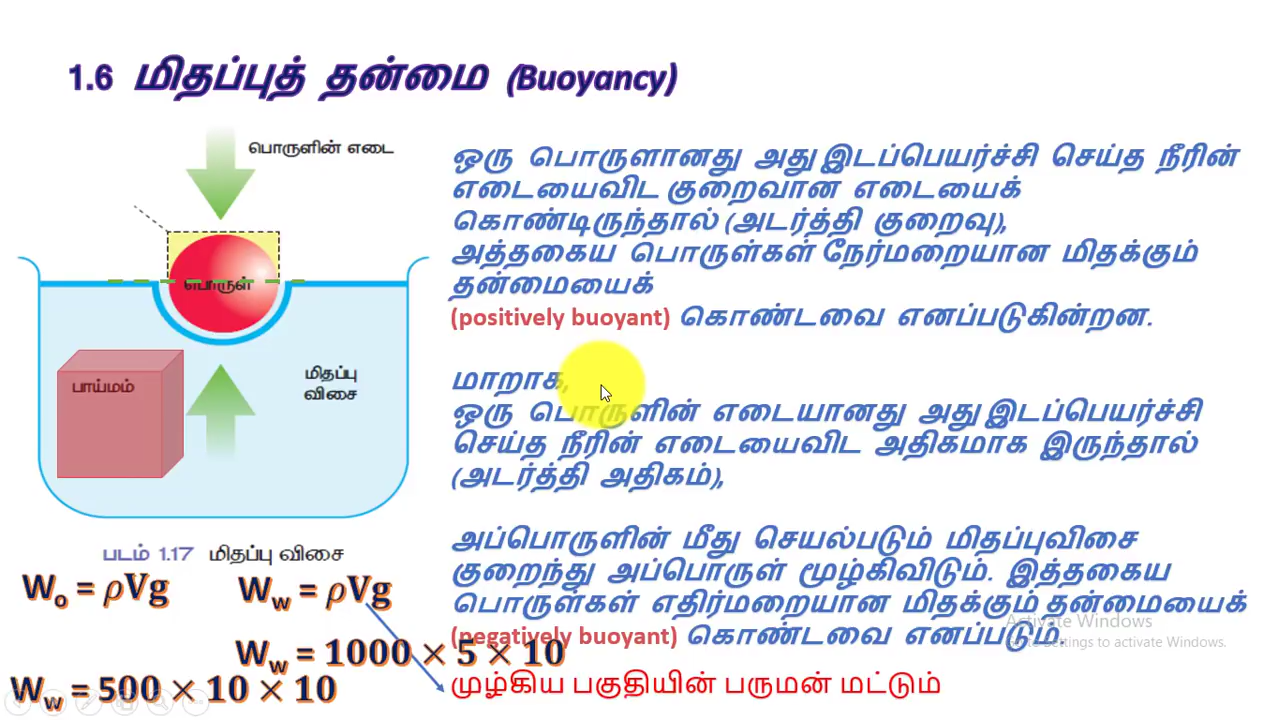 1.6 மிதப்புத் தன்மை (Buoyancy)
பொருளின் எடை
பொருள்
பாய்மம்
மிதப்பு
விசை
படம் 1.17 மிதப்பு விசை
Wo = ρVg
Ww = ρVg
Ww = 1000 × 5 × 10
Ww = 500 × 10 × 10
ஒரு பொருளானது அது இடப்பெயர்ச்சி செய்த நீரின்
எடையைவிட குறைவான எடையைக்
கொண்டிருந்தால் (அடர்த்தி குறைவு),
அத்தகைய பொருள்கள் நேர்மறையான மிதக்கும்
தன்மையைக்
(positively buoyant) கொண்டவை எனப்படுகின்றன.
மாறாக,
ஒரு பொருளின் எடையானது அது இடப்பெயர்ச்சி
செய்த நீரின் எடையைவிட அதிகமாக இருந்தால்
(அடர்த்தி அதிகம்),
அப்பொருளின் மீது செயல்படும் மிதப்புவிசை
குறைந்து அப்பொருள் மூழ்கிவிடும். இத்தகைய
பொருள்கள் எதிர்மறையான மிதக்கும் தன்மையைக்
(negatively buoyant) கொண்டவை எனப்படும்.
மூழ்கிய பகுதியின் பருமன் மட்டும்
Activate Windows
Go to Settings to activate Windows.